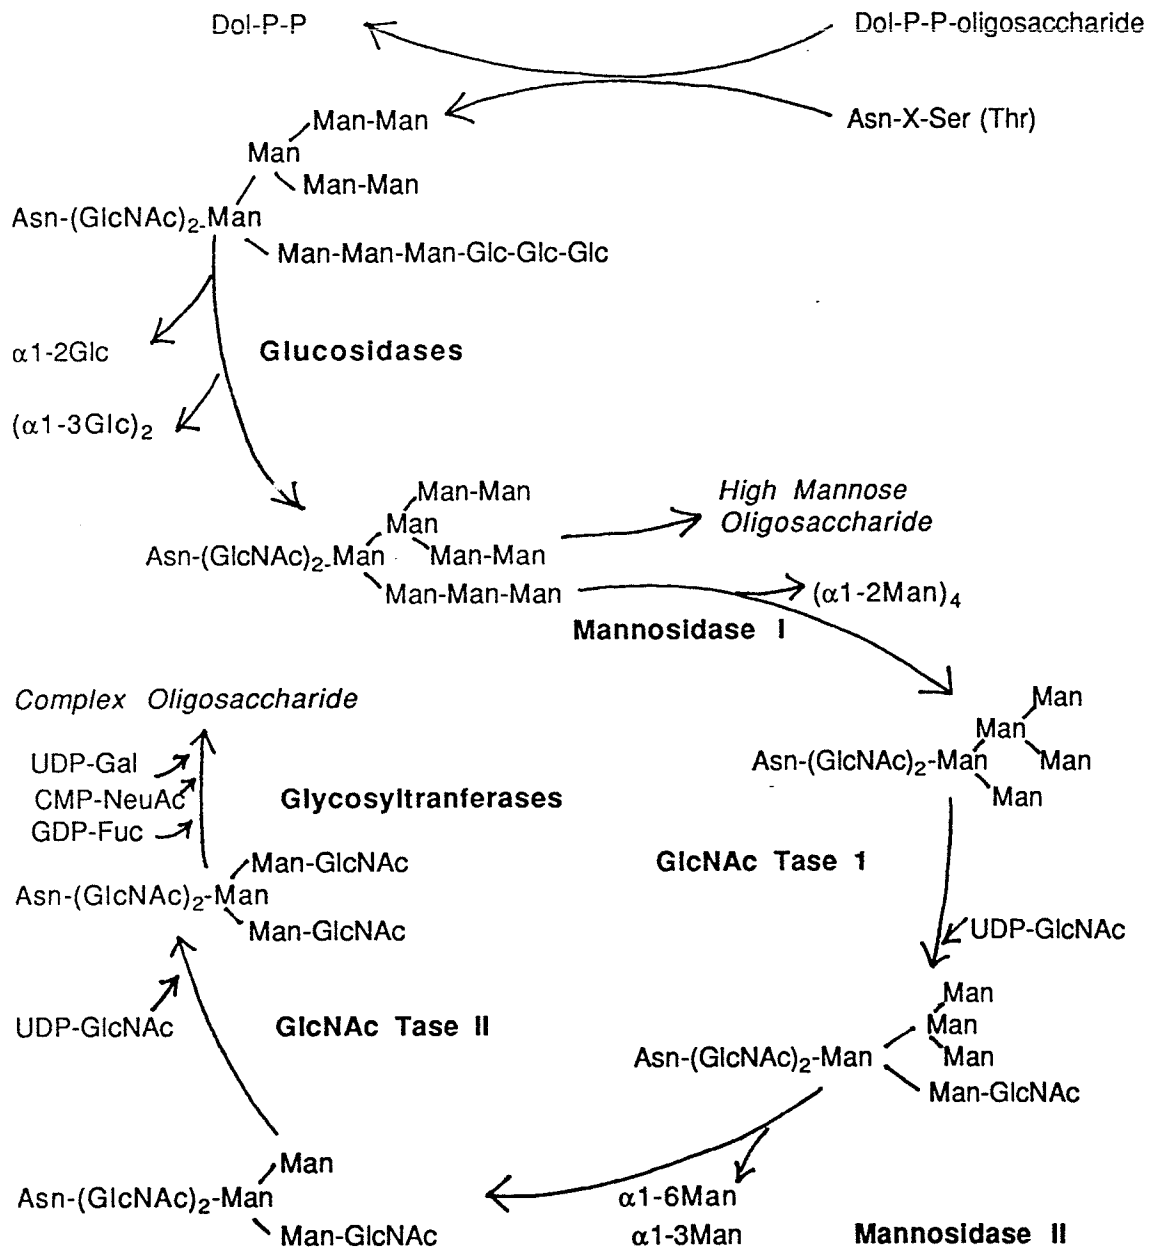 Dol-P-P
Dol-P-P-oligosaccharide
Asn-X-Ser (Thr)
Man-Man
Man
Man-Man
Asn-(GlcNAc)2-Man
Man-Man-Man-Glc-Glc-Glc
α1-2Glc
Glucosidases
(α1-3Glc)2
Man-Man
Man
Man-Man
Asn-(GlcNAc)2-Man
Man-Man-Man
High Mannose
Oligosaccharide
(α1-2Man)4
Mannosidase I
Man
Man
Asn-(GlcNAc)2-Man
Man
Man
GlcNAc Tase 1
UDP-GlcNAc
Man
Man
Asn-(GlcNAc)2-Man
Man
Man-GlcNAc
α1-6Man
α1-3Man
Mannosidase II
Man
Asn-(GlcNAc)2-Man
Man-GlcNAc
UDP-GlcNAc
GlcNAc Tase II
Man-GlcNAc
Asn-(GlcNAc)2-Man
Man-GlcNAc
Glycosyltranferases
UDP-Gal
CMP-NeuAc
GDP-Fuc
Complex Oligosaccharide